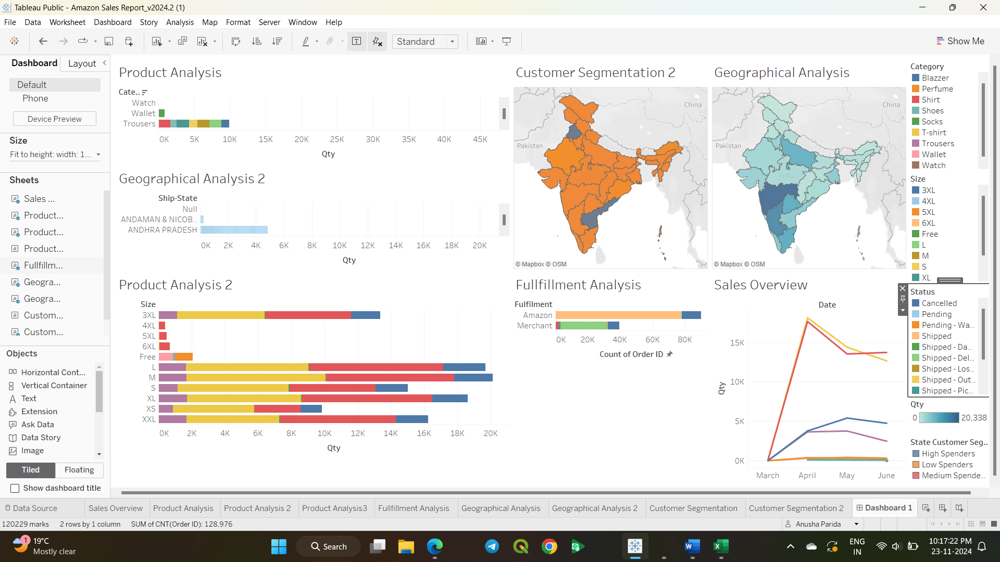 Tableau Public - Amazon Sales Report_v2024.2 (1)
File Data Worksheet Dashboard Story Analysis Map Format Server Window Help
Standard
Show Me
Dashboard Layout
Default
Phone
Device Preview
Size
Fit to height: width: 1...
Sheets
Sales ...
Product...
Product...
Product...
Fullfillm...
Geogra...
Geogra...
Custom...
Custom...
Objects
Horizontal Cont...
Vertical Container
Text
Extension
Ask Data
Data Story
Image
Tiled Floating
Show dashboard title
Product Analysis
Cate..
Watch
Wallet
Trousers
0K 5K 10K 15K 20K 25K 30K 35K 40K 45K
Qty
Geographical Analysis 2
Ship-State
Null
ANDAMAN & NICOB..
ANDHRA PRADESH
0K 2K 4K 6K 8K 10K 12K 14K 16K 18K 20K
Qty
Product Analysis 2
Size
3XL
4XL
5XL
6XL
Free
L
M
S
XL
XS
XXL
0K 2K 4K 6K 8K 10K 12K 14K 16K 18K 20K
Qty
Customer Segmentation 2
China
Pakistan
© Mapbox © OSM
Geographical Analysis
China
Pakistan
India
© Mapbox © OSM
Fullfillment Analysis
Fulfilment
Amazon
Merchant
0K 20K 40K 60K 80K
Count of Order ID
Sales Overview
Date
15K
10K
5K
0K
Qty
March April May June
Category
Blazzer
Perfume
Shirt
Shoes
Socks
T-shirt
Trousers
Wallet
Watch
Size
3XL
4XL
5XL
6XL
Free
L
M
S
XL
Status
Cancelled
Pending
Pending - Wa..
Shipped
Shipped - Da..
Shipped - Del..
Shipped - Los..
Shipped - Out..
Shipped - Pic..
Qty
0 20,338
State Customer Seg..
High Spenders
Low Spenders
Medium Spende..
Data Source Sales Overview Product Analysis Product Analysis 2 Product Analysis3 Fullfillment Analysis Geographical Analysis Geographical Analysis 2 Customer Segmentation Customer Segmentation 2 Dashboard 1
120229 marks 2 rows by 1 column SUM of CNT(Order ID): 128,976 Anusha Parida
1
19°C
Mostly clear
Search
ENG
IN
10:17:22 PM
23-11-2024